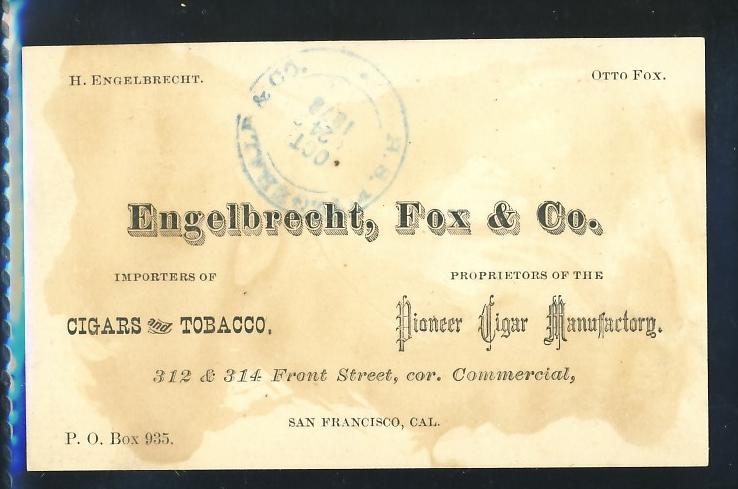 H. ENGELBRECHT.
OTTO FOX.
& CO.
OCT
24
1878
H. S.
Engelbrecht, Fox & Co.
IMPORTERS OF
PROPRIETORS OF THE
CIGARS and TOBACCO,
Pioneer Cigar Manufactory.
312 & 314 Front Street, cor. Commercial,
SAN FRANCISCO, CAL.
P. O. Box 935.